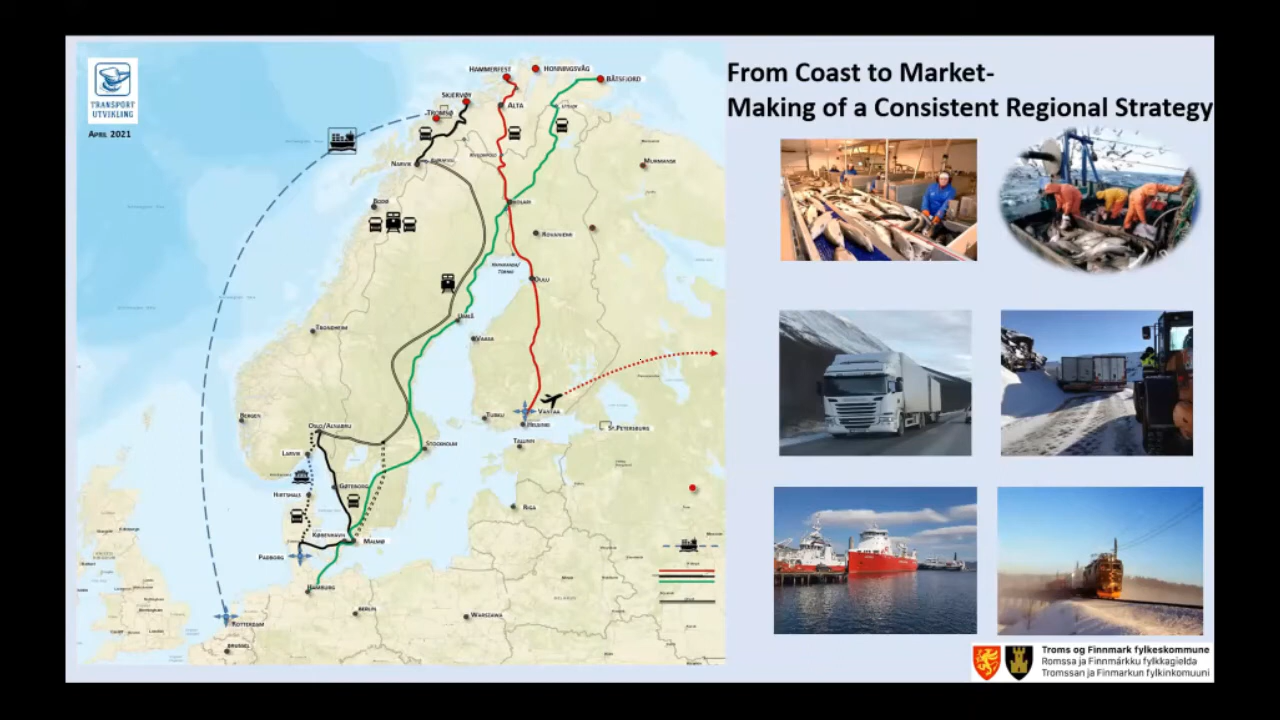 TRANSPORT
UTVIKLING
APRIL 2021
From Coast to Market-
Making of a Consistent Regional Strategy
HAMMERFEST
HONNINGSVÅG
BÅTSFJORD
SKJERVØY
ALTA
TROMSØ
NARVIK
MURMANSK
BODØ
KOLARI
ROVANIEMI
OULU
UMEÅ
VAASA
TRONDHEIM
BERGEN
OSLO/ALNABRU
TURKU
VANTAA
HELSINKI
ST.PETERSBURG
TALLINN
STOCKHOLM
LARVIK
GØTEBORG
HIRTSHALS
RIGA
KØBENHAVN
MALMØ
PADBORG
HAMBURG
BERLIN
WARSZAWA
ROTTERDAM
BRUSSEL
Troms og Finnmark fylkeskommune
Romssa ja Finnmárkku fylkkagielda
Tromssan ja Finmarkun fylkinkomuuni